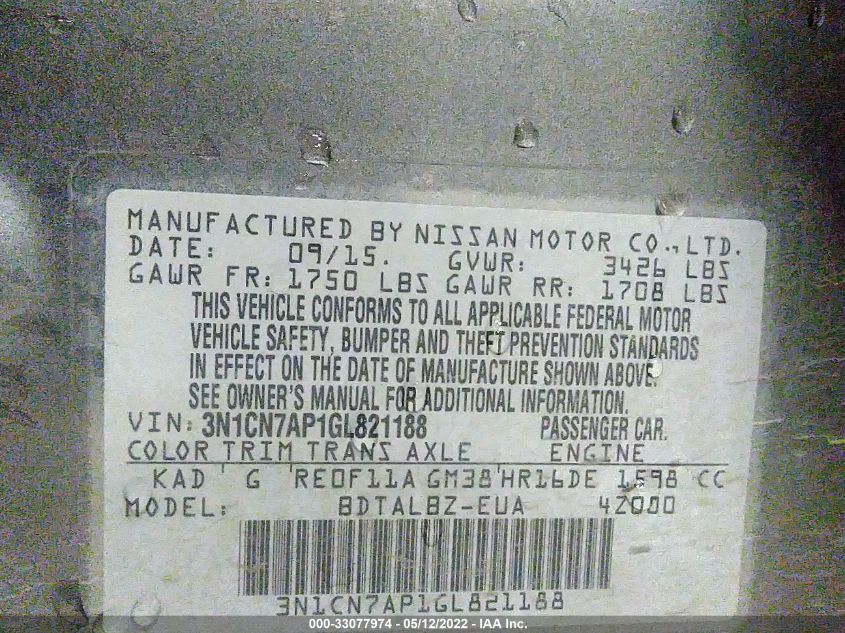 MANUFACTURED BY NISSAN MOTOR CO., LTD.
DATE: 09/15. GVWR: 3426 LBS
GAWR FR: 1750 LBS GAWR RR: 1708 LBS
THIS VEHICLE CONFORMS TO ALL APPLICABLE FEDERAL MOTOR
VEHICLE SAFETY, BUMPER AND THEFT PREVENTION STANDARDS
IN EFFECT ON THE DATE OF MANUFACTURE SHOWN ABOVE.
SEE OWNER'S MANUAL FOR ADDITIONAL INFORMATION.
VIN: 3N1CN7AP1GL821188 PASSENGER CAR.
COLOR TRIM TRANS AXLE ENGINE
KAD G RE0F11A GM38 HR16DE 1598 CC
MODEL: BDTALBZ-EUA 42000
3N1CN7AP1GL821188
000-33077974 - 05/12/2022 - IAA Inc.